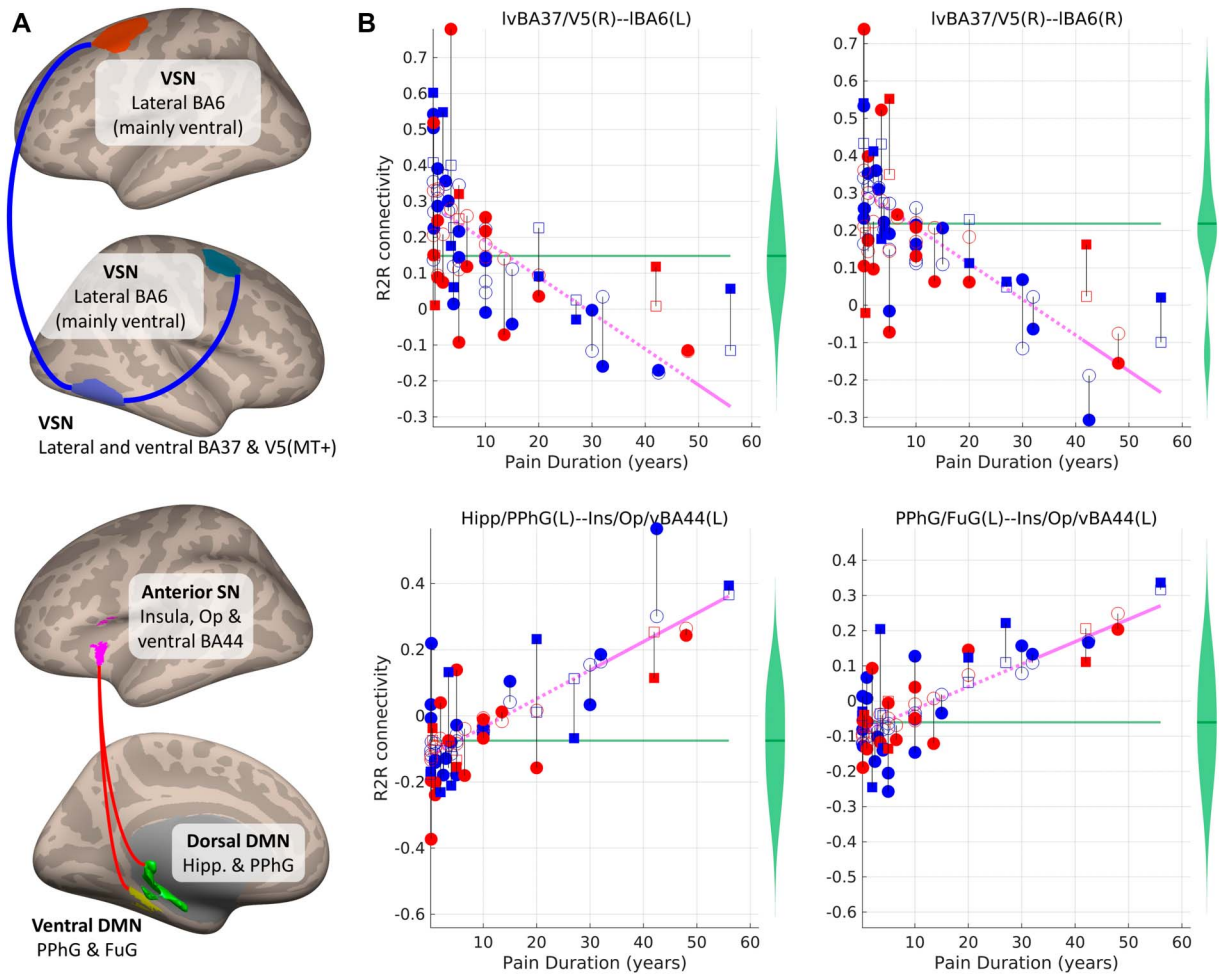 A
VSN
Lateral BA6
(mainly ventral)
VSN
Lateral BA6
(mainly ventral)
VSN
Lateral and ventral BA37 & V5(MT+)
Anterior SN
Insula, Op &
ventral BA44
Dorsal DMN
Hipp. & PPhG
Ventral DMN
PPhG & FuG
B
lvBA37/V5(R)--lBA6(L)
R2R connectivity
0.7
0.6
0.5
0.4
0.3
0.2
0.1
0
-0.1
-0.2
-0.3
10 20 30 40 50 60
Pain Duration (years)
lvBA37/V5(R)--lBA6(R)
0.7
0.6
0.5
0.4
0.3
0.2
0.1
0
-0.1
-0.2
-0.3
10 20 30 40 50 60
Pain Duration (years)
Hipp/PPhG(L)--Ins/Op/vBA44(L)
R2R connectivity
0.4
0.2
0
-0.2
-0.4
-0.6
10 20 30 40 50 60
Pain Duration (years)
PPhG/FuG(L)--Ins/Op/vBA44(L)
0.4
0.3
0.2
0.1
0
-0.1
-0.2
-0.3
-0.4
-0.5
-0.6
10 20 30 40 50 60
Pain Duration (years)